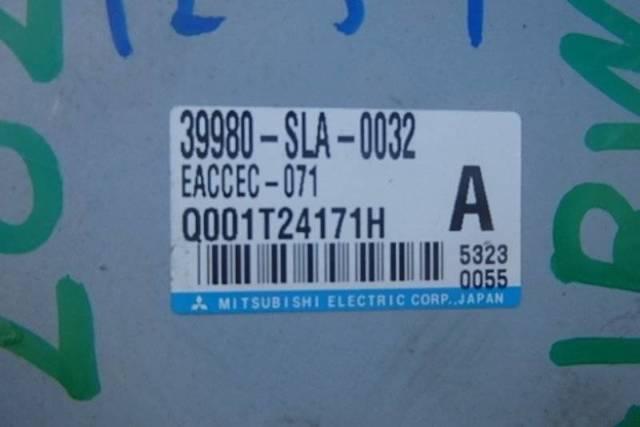 39980-SLA-0032
EACCEC-071
A
Q001T24171H
5323
0055
MITSUBISHI ELECTRIC CORP., JAPAN